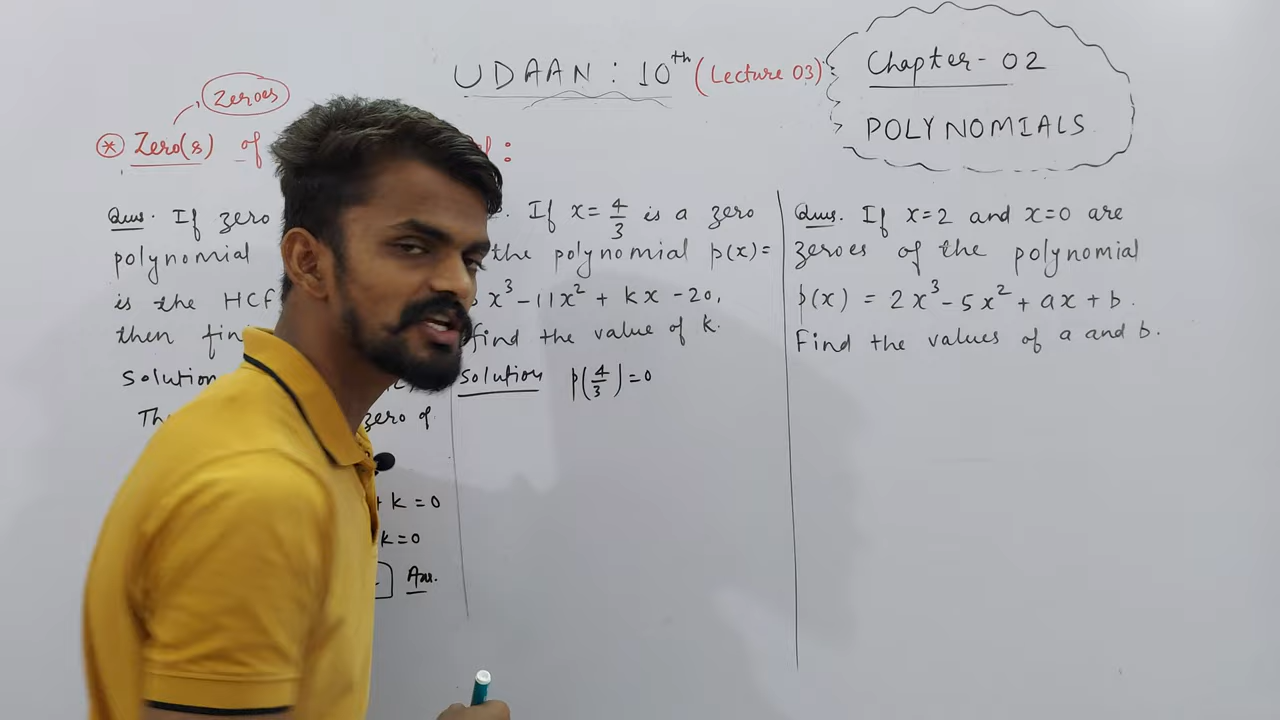 UDAAN : 10th (Lecture 03)
Chapter- 02
POLYNOMIALS
Zeroes
* Zero(s) of :
Ques. If zero
polynomial
is the HCF
then fin
Solution
Th zero of
+ k = 0
k = 0
Ans.
. If x = 4/3 is a zero
the polynomial p(x) =
x³ - 11x² + kx - 20,
find the value of k.
Solution p(4/3) = 0
Ques. If x=2 and x=0 are
zeroes of the polynomial
p(x) = 2x³ - 5x² + ax + b.
Find the values of a and b.